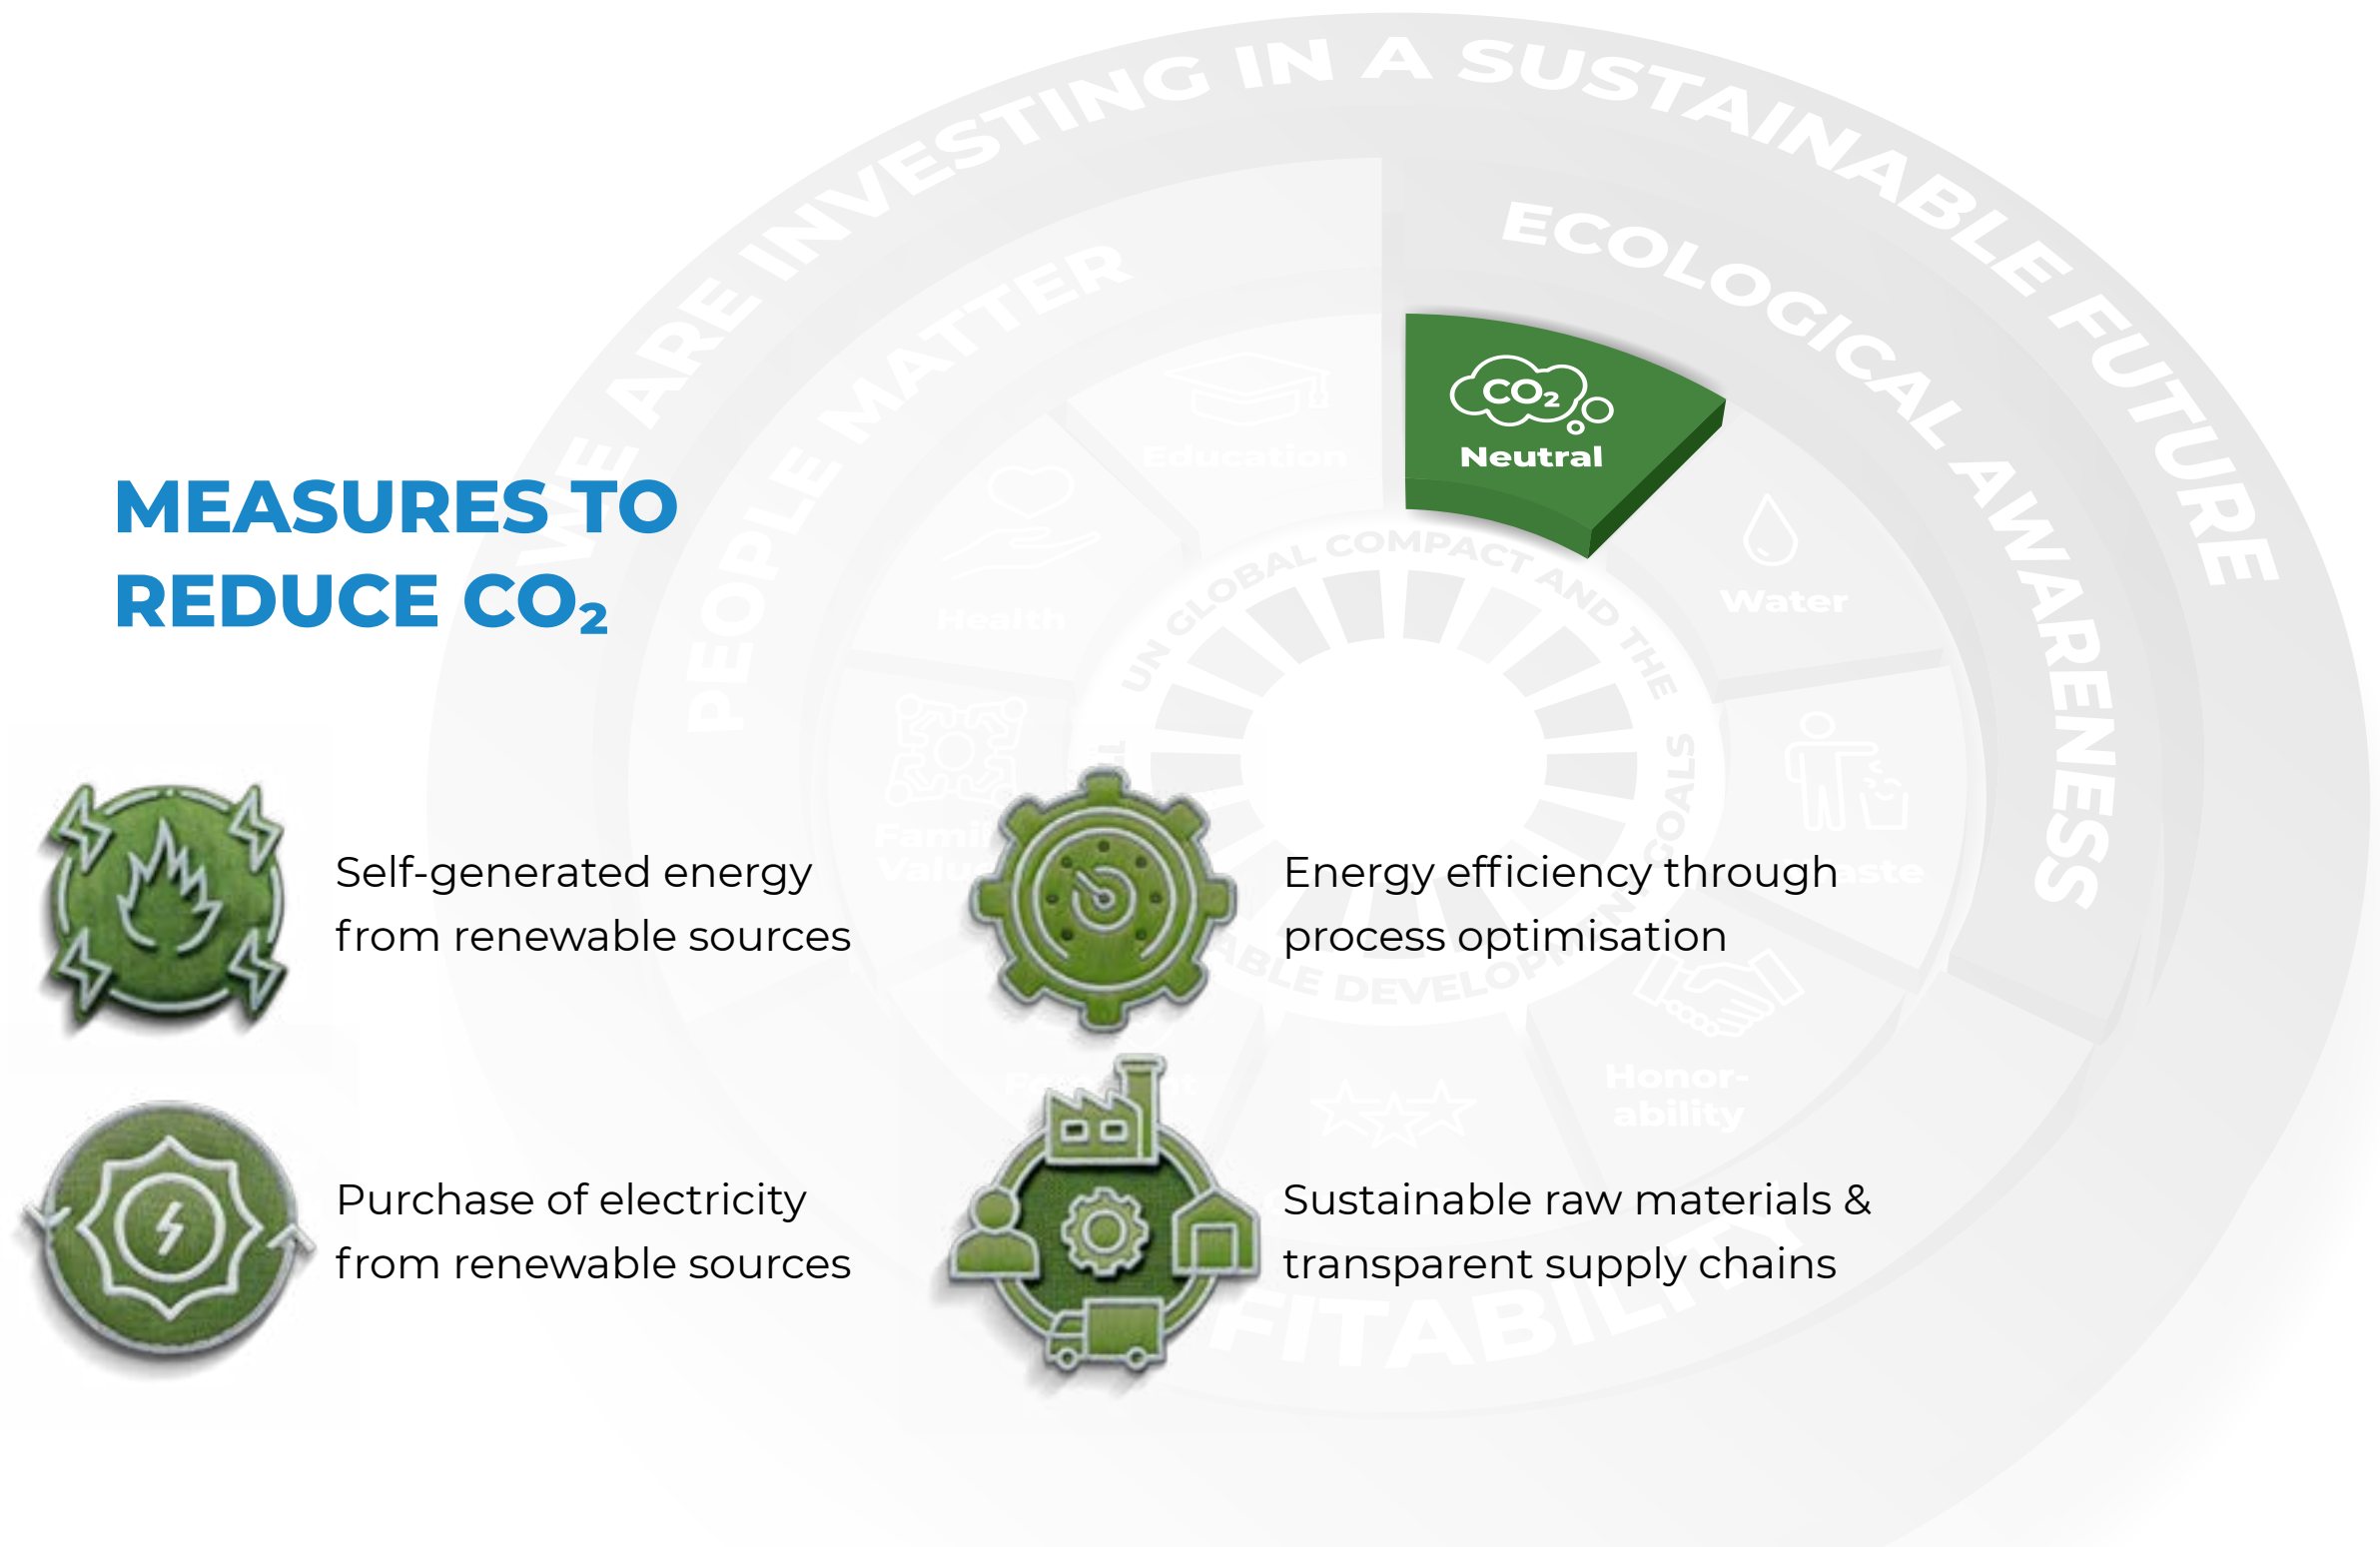 WE ARE INVESTING IN A SUSTAINABLE FUTURE
PEOPLE MATTER
ECOLOGICAL AWARENESS
CO₂
Neutral
Education
Health
Water
UN GLOBAL COMPACT AND THE
GOALS
MEASURES TO
REDUCE CO₂
Self-generated energy
from renewable sources
Energy efficiency through
process optimisation
Honor-
ability
Purchase of electricity
from renewable sources
Sustainable raw materials &
transparent supply chains